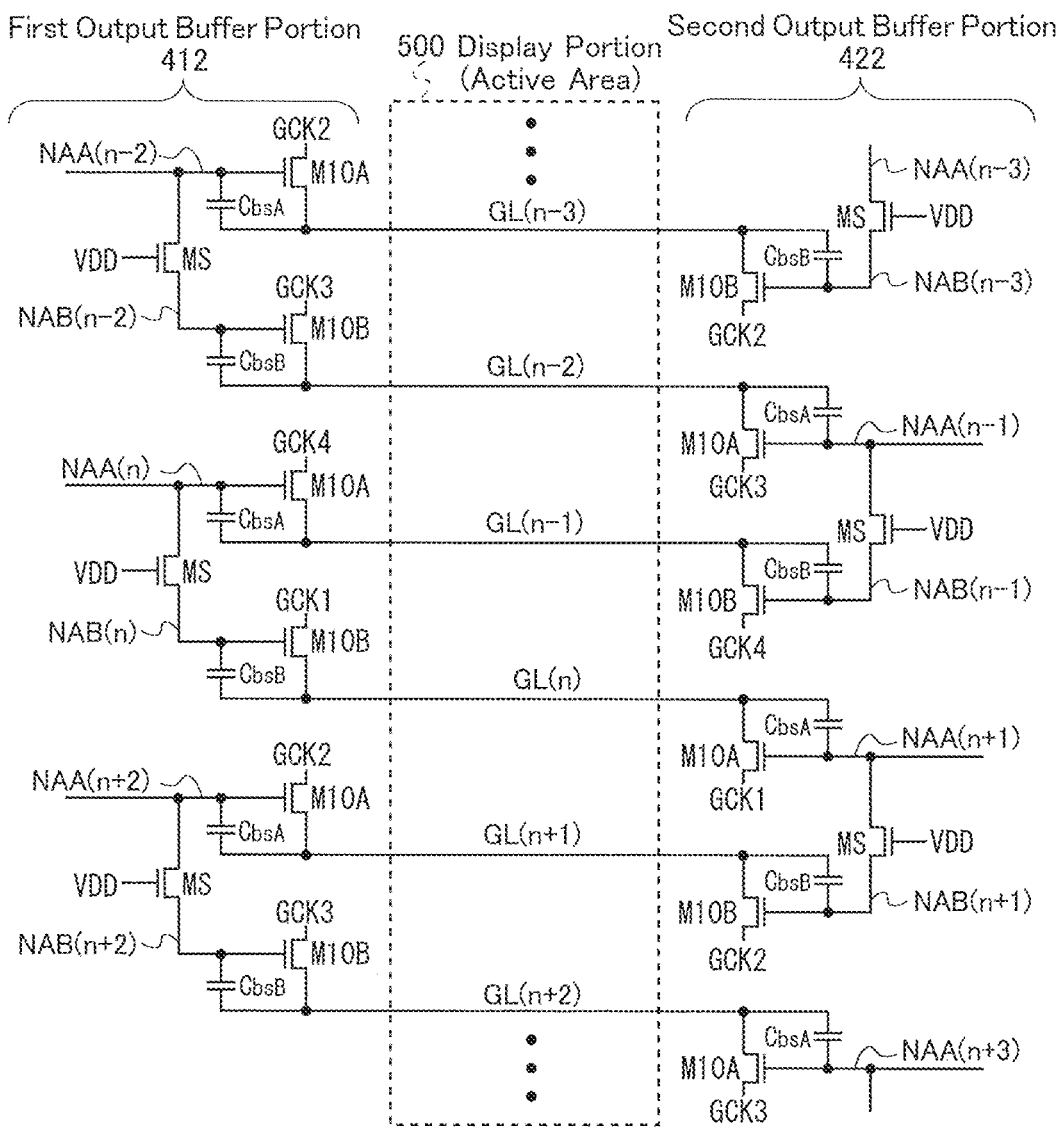 First Output Buffer Portion
412
500 Display Portion
(Active Area)
Second Output Buffer Portion
422
GCK2
NAA(n-2)
M10A
CbsA
GL(n-3)
NAA(n-3)
MS
VDD
CbsB
M10B
NAB(n-3)
GCK2
VDD
MS
GCK3
NAB(n-2)
M10B
CbsB
GL(n-2)
CbsA
NAA(n-1)
M10A
GCK3
GCK4
NAA(n)
M10A
CbsA
GL(n-1)
MS
VDD
CbsB
M10B
NAB(n-1)
GCK4
VDD
MS
GCK1
NAB(n)
M10B
CbsB
GL(n)
CbsA
NAA(n+1)
M10A
GCK1
GCK2
NAA(n+2)
M10A
CbsA
GL(n+1)
MS
VDD
CbsB
M10B
NAB(n+1)
GCK2
VDD
MS
GCK3
NAB(n+2)
M10B
CbsB
GL(n+2)
CbsA
NAA(n+3)
M10A
GCK3